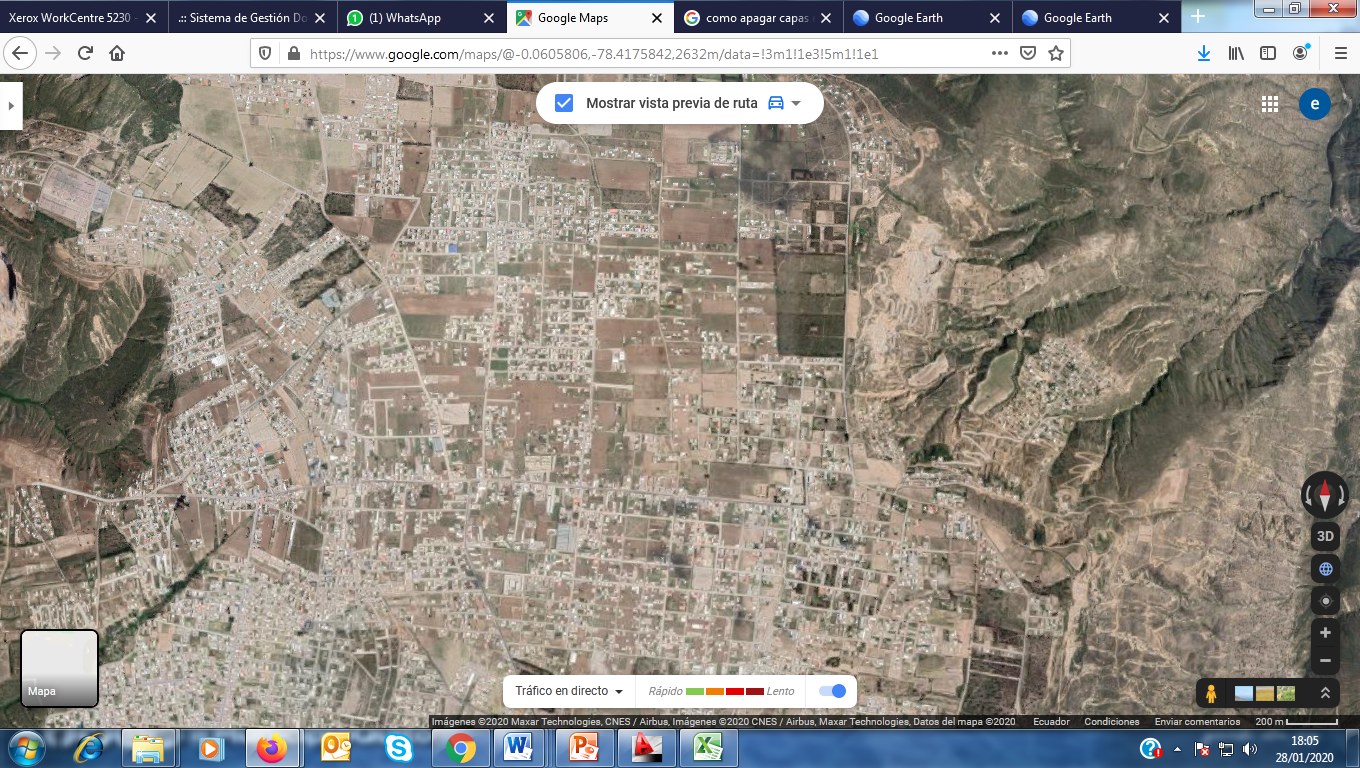 Xerox WorkCentre 5230 -
.:: Sistema de Gestión Do
(1) WhatsApp
Google Maps
como apagar capas
Google Earth
Google Earth
https://www.google.com/maps/@-0.0605806,-78.4175842,2632m/data=!3m1!1e3!5m1!1e1
Mostrar vista previa de ruta
e
3D
Mapa
Tráfico en directo
Rápido
Lento
Imágenes ©2020 Maxar Technologies, CNES / Airbus, Imágenes ©2020 CNES / Airbus, Maxar Technologies, Datos del mapa ©2020
Ecuador
Condiciones
Enviar comentarios
200 m
18:05
28/01/2020